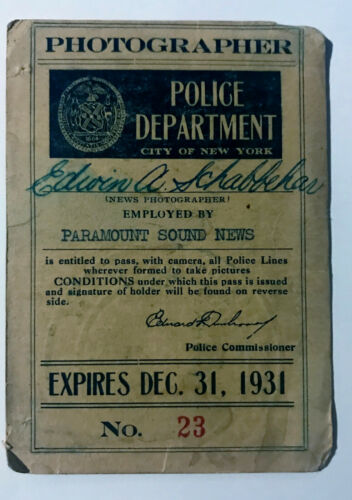 PHOTOGRAPHER
POLICE
DEPARTMENT
CITY OF NEW YORK
Edwin A. Schabbehar
(NEWS PHOTOGRAPHER)
EMPLOYED BY
PARAMOUNT SOUND NEWS
is entitled to pass, with camera, all Police Lines
wherever formed to take pictures
CONDITIONS under which this pass is issued
and signature of holder will be found on reverse
side.
Edward P. Mulrooney
Police Commissioner
EXPIRES DEC. 31, 1931
No. 23